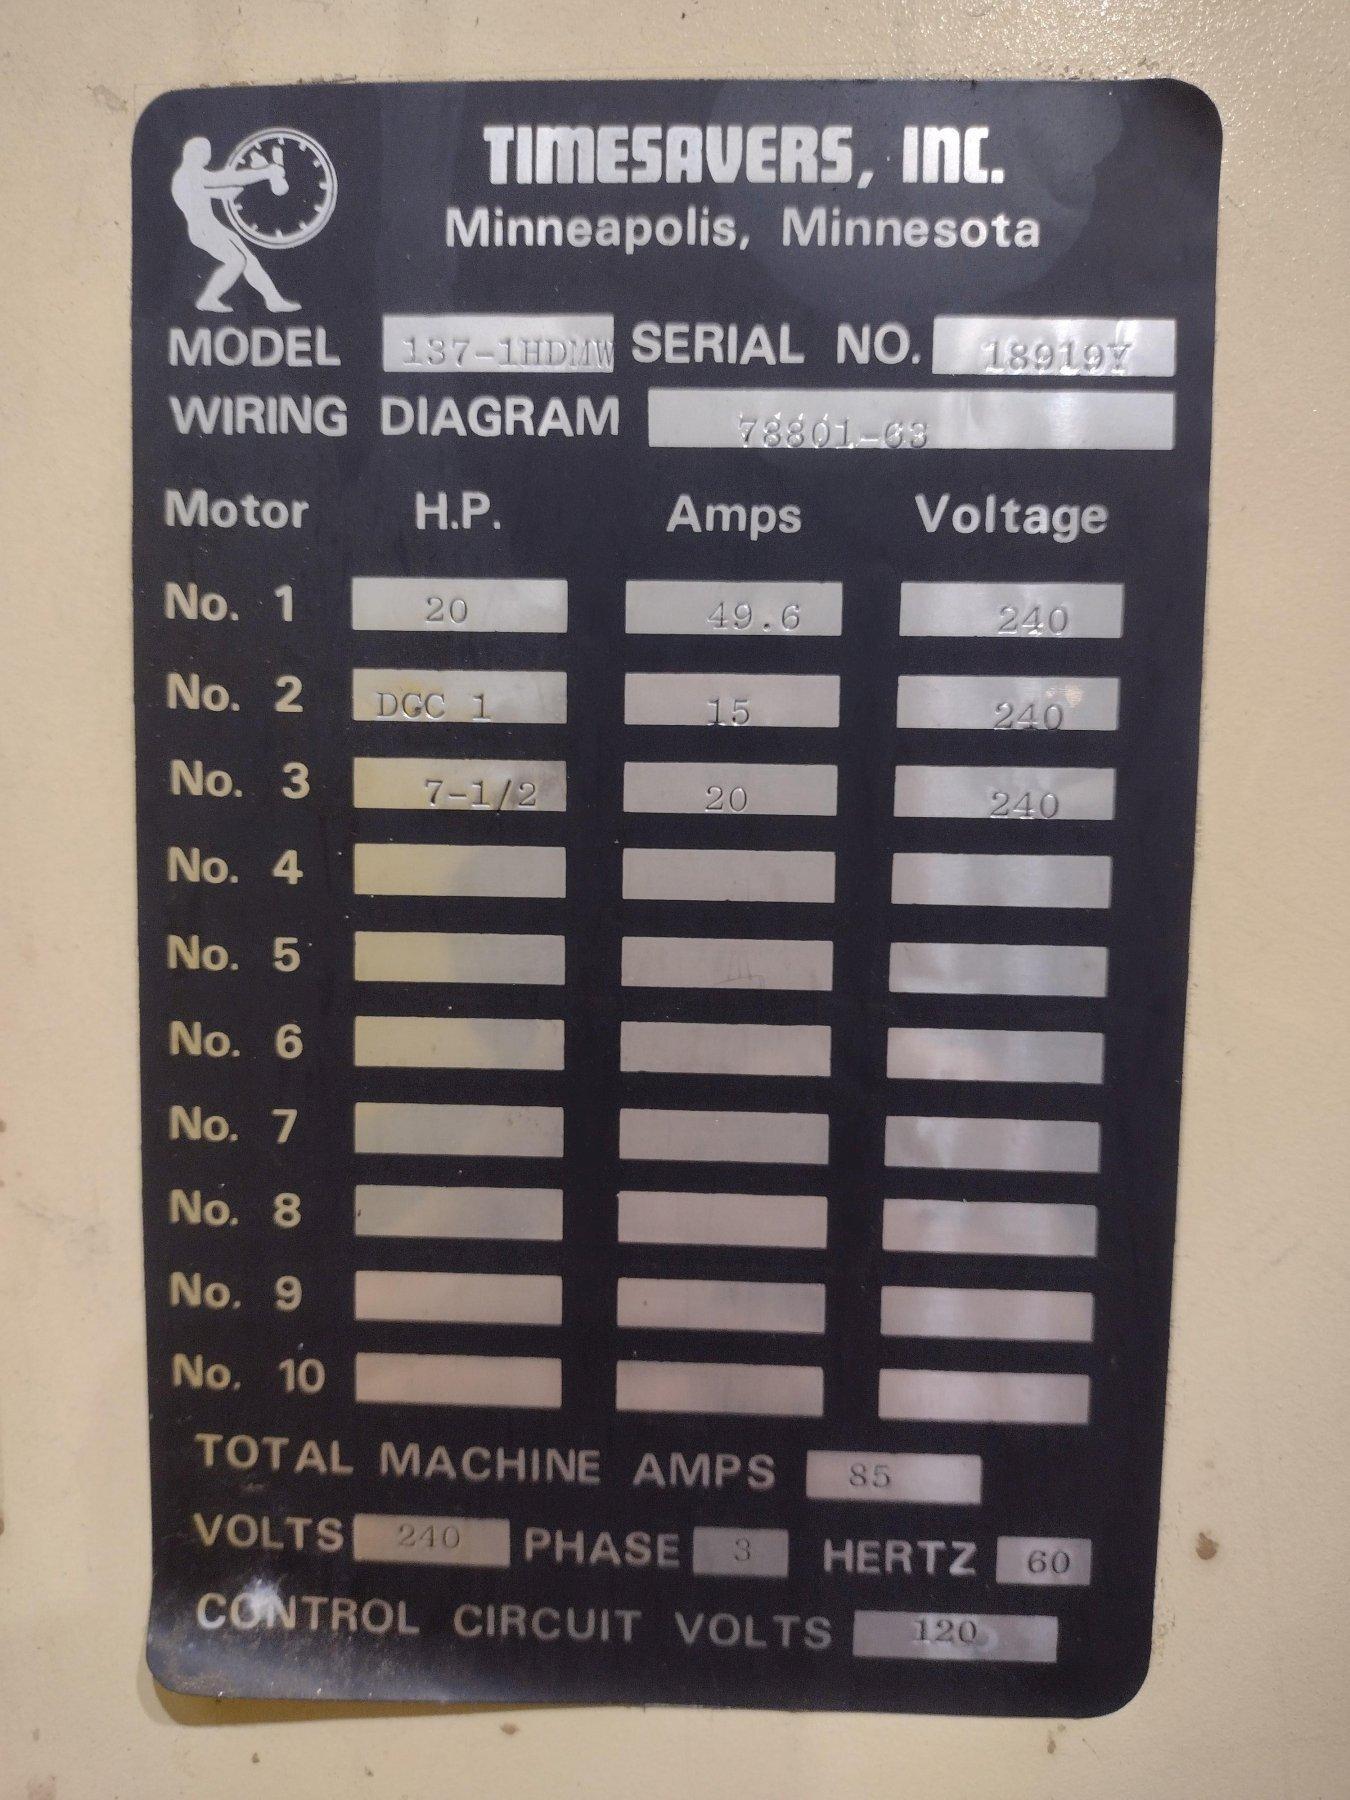 TIMESAVERS, INC.
Minneapolis, Minnesota
MODEL 137-1HDMW SERIAL NO. 18919Y
WIRING DIAGRAM 78801-63
Motor H.P. Amps Voltage
No. 1 20 49.6 240
No. 2 DGC 1 15 240
No. 3 7-1/2 20 240
No. 4
No. 5
No. 6
No. 7
No. 8
No. 9
No. 10
TOTAL MACHINE AMPS 85
VOLTS 240 PHASE 3 HERTZ 60
CONTROL CIRCUIT VOLTS 120